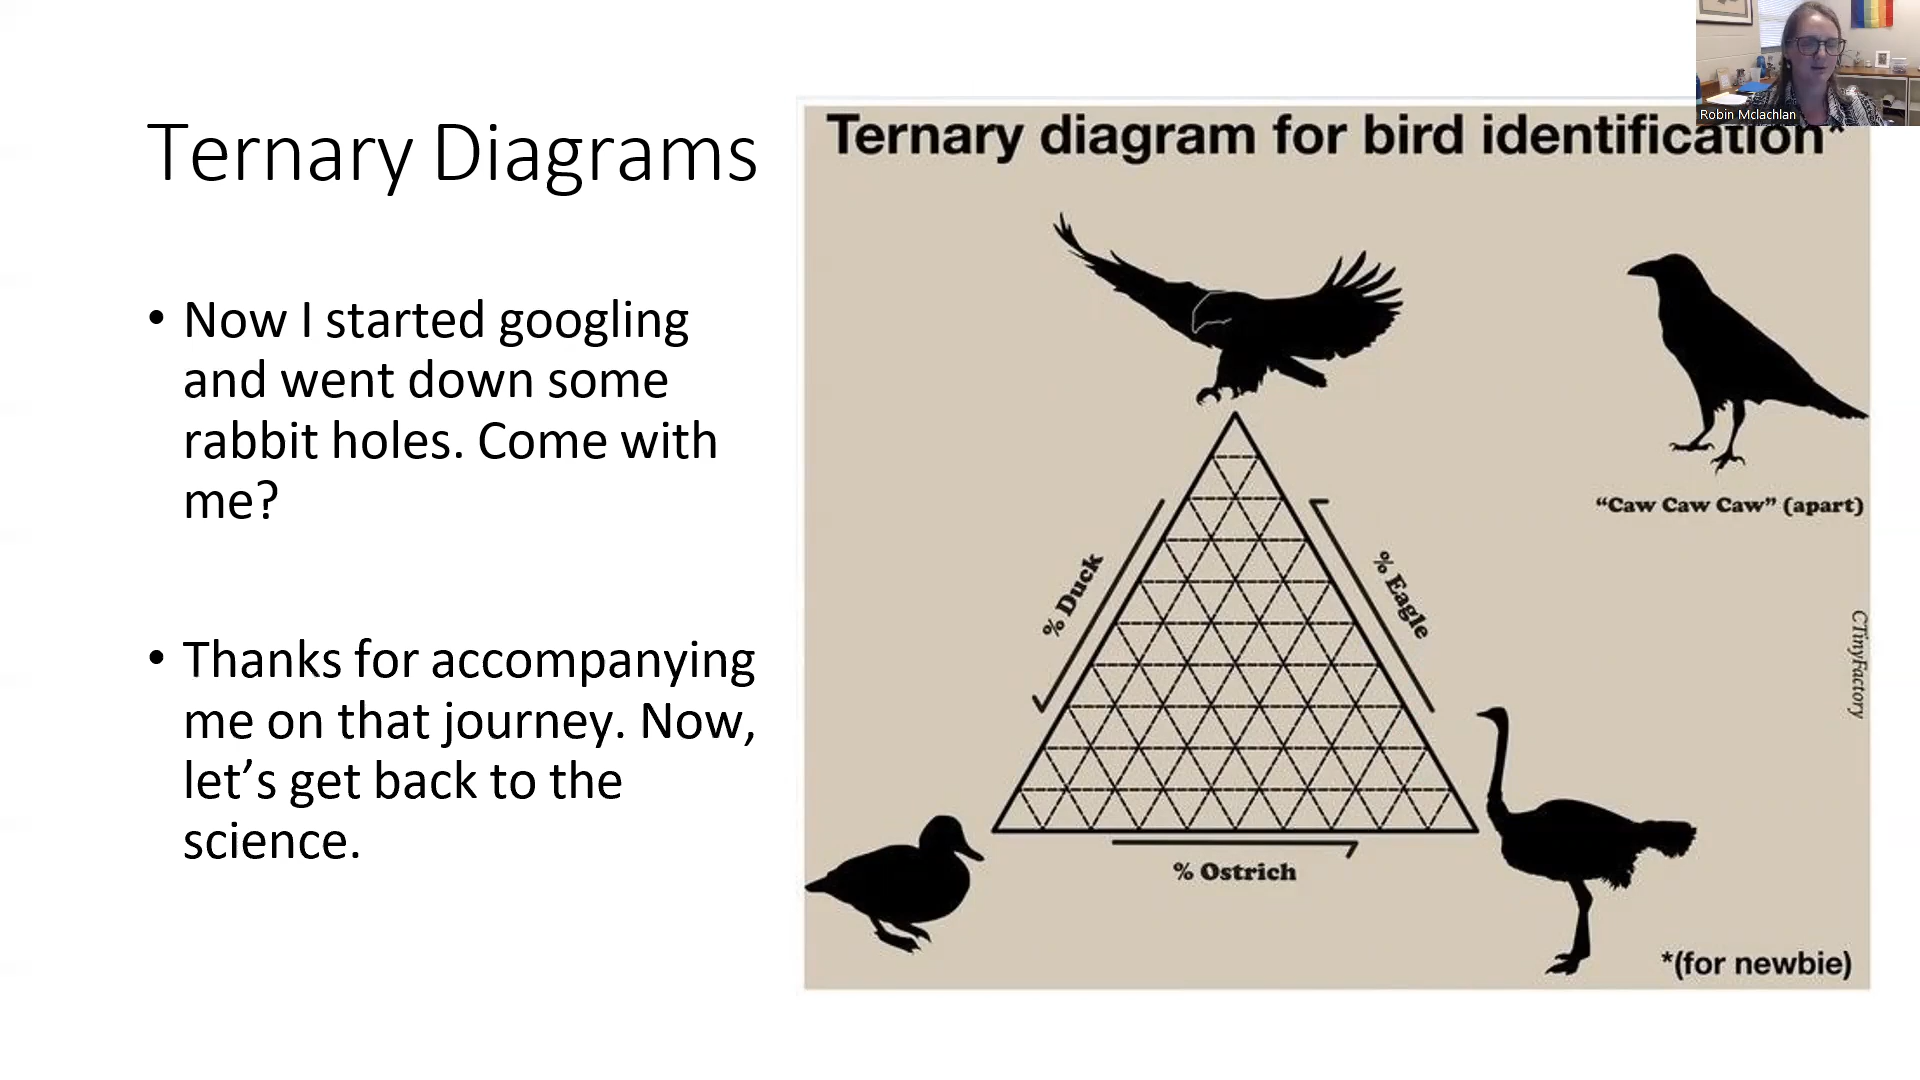 Ternary Diagrams
• Now I started googling
and went down some
rabbit holes. Come with
me?
• Thanks for accompanying
me on that journey. Now,
let's get back to the
science.
Robin Mclachlan
Ternary diagram for bird identification*
"Caw Caw Caw" (apart)
% Duck
% Eagle
% Ostrich
CTinyFactory
*(for newbie)